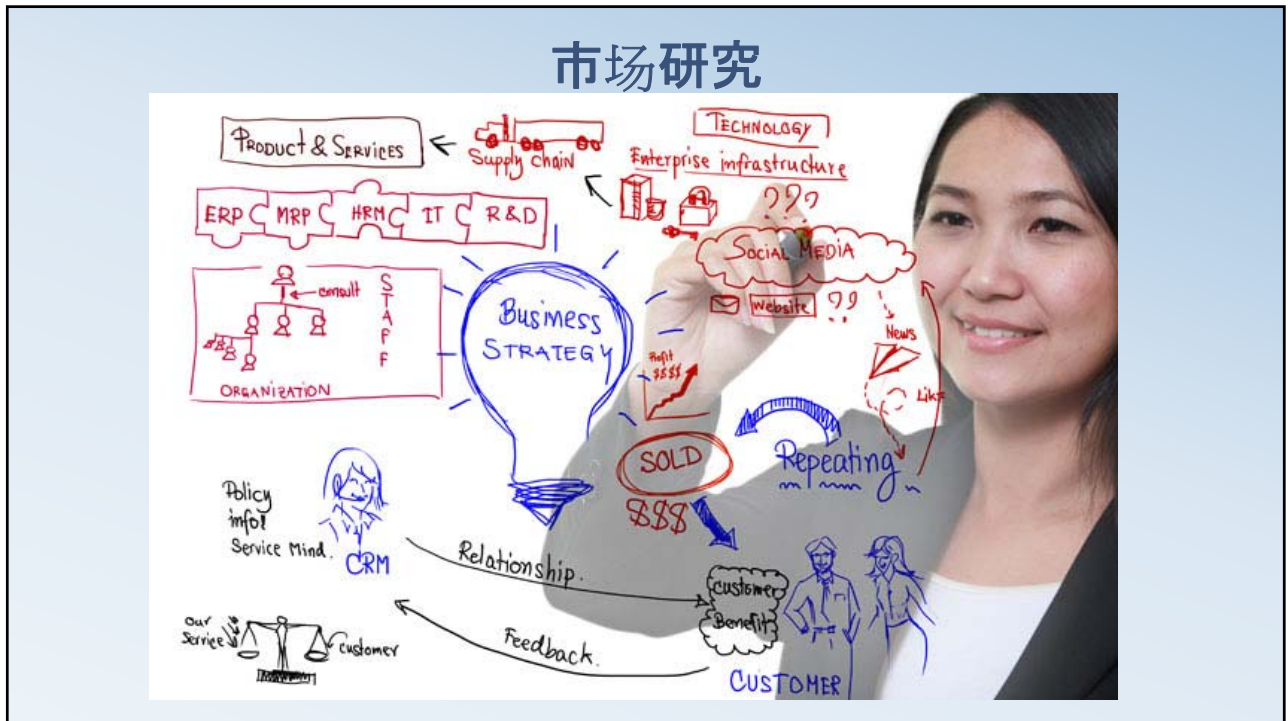 市场研究
PRODUCT & SERVICES
Supply chain
TECHNOLOGY
Enterprise infrastructure
ERP MRP HRM IT R&D
???
SOCIAL MEDIA
website ??
News
Like
consult
STAFF
ORGANIZATION
Business
STRATEGY
Profit
$$$$
SOLD
$$$
Repeating
Policy
info!
Service Mind.
CRM
Relationship.
customer
Benefit
our
Service
customer
Feedback.
CUSTOMER